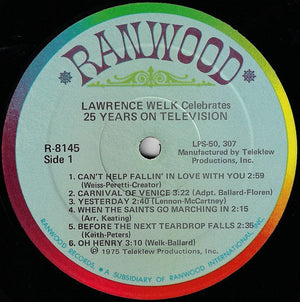 RANWOOD
LAWRENCE WELK Celebrates
25 YEARS ON TELEVISION
R-8145
Side 1
LPS-50, 307
Manufactured by Teleklew
Productions, Inc.
1. CAN'T HELP FALLIN' IN LOVE WITH YOU 2:59
(Weiss-Peretti-Creator)
2. CARNIVAL OF VENICE 3:22 (Adpt. Ballard-Floren)
3. YESTERDAY 2:40 (Lennon-McCartney)
4. WHEN THE SAINTS GO MARCHING IN 2:15
(Arr. Keating)
5. BEFORE THE NEXT TEARDROP FALLS 2:36
(Keith-Peters)
6. OH HENRY 3:10 (Welk-Ballard)
℗ 1975 Teleklew Productions, Inc.
RANWOOD RECORDS, INC. • A SUBSIDIARY OF RANWOOD INTERNATIONAL, INC.